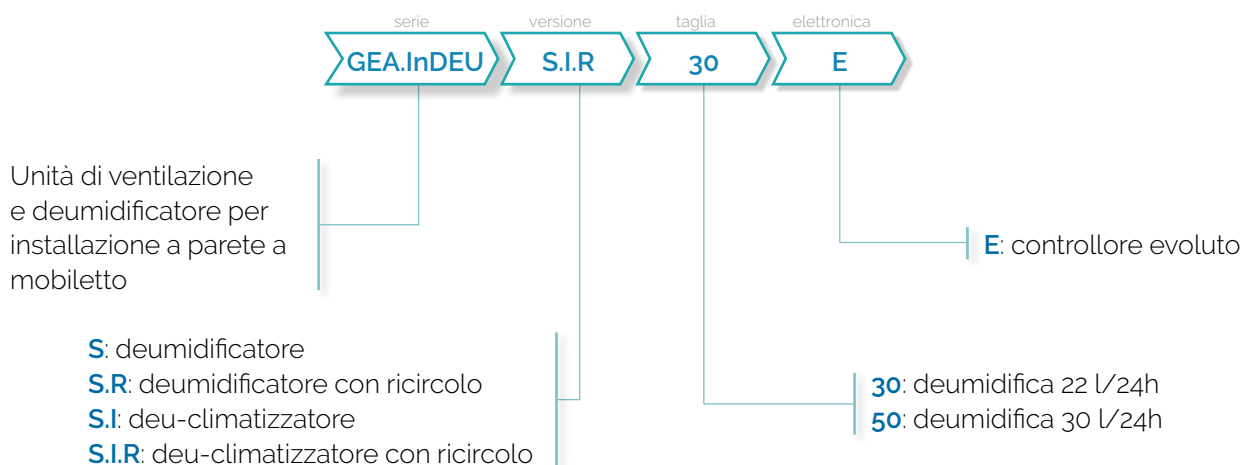 serie versione taglia elettronica
GEA.InDEU S.I.R 30 E
Unità di ventilazione
e deumidificatore per
installazione a parete a
mobiletto
E: controllore evoluto
S: deumidificatore
S.R: deumidificatore con ricircolo
S.I: deu-climatizzatore
S.I.R: deu-climatizzatore con ricircolo
30: deumidifica 22 l/24h
50: deumidifica 30 l/24h